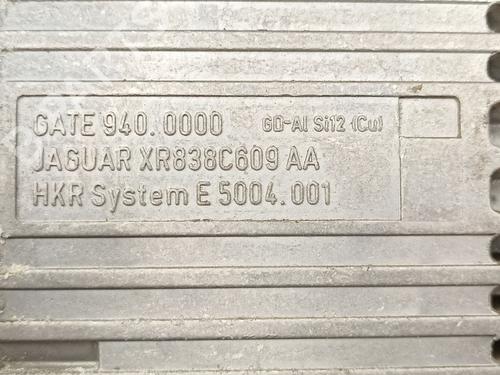 GATE 940.0000 GD-Al Si12 (Cu)
JAGUAR XR838C609 AA
HKR System E 5004.001